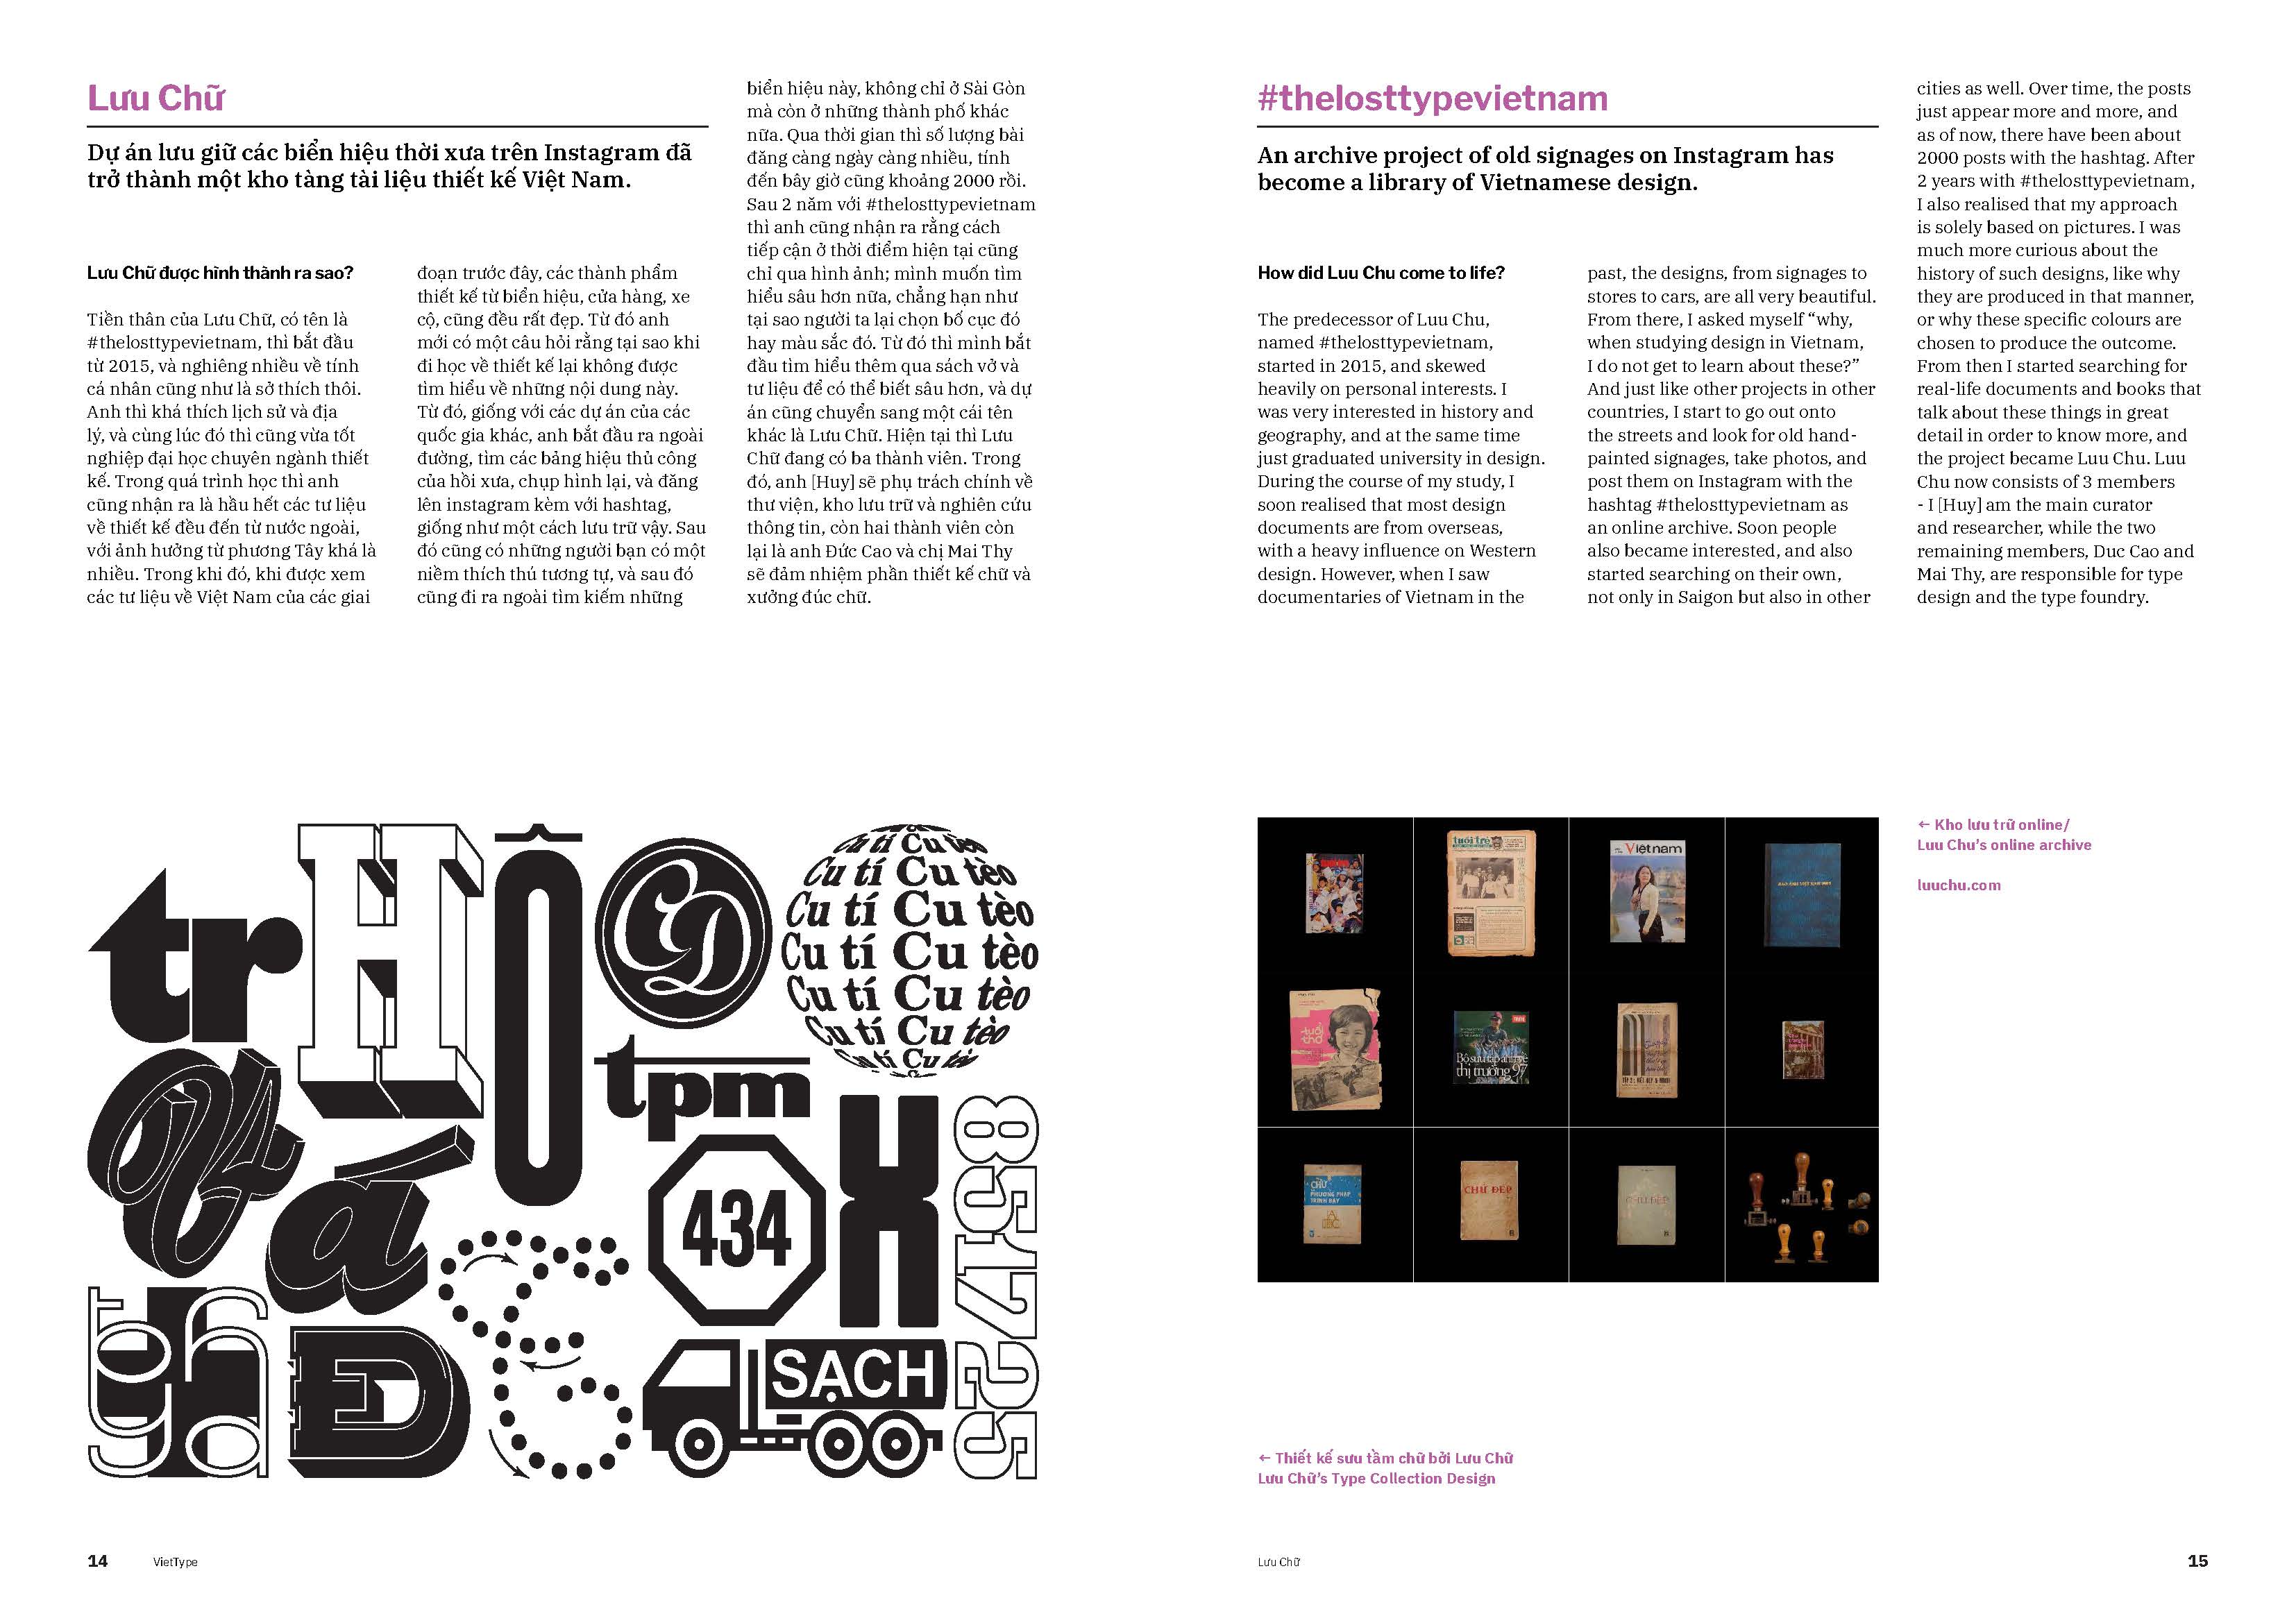 Lưu Chữ
Dự án lưu giữ các biển hiệu thời xưa trên Instagram đã
trở thành một kho tàng tài liệu thiết kế Việt Nam.
Lưu Chữ được hình thành ra sao?
Tiền thân của Lưu Chữ, có tên là
#thelosttypevietnam, thì bắt đầu
từ 2015, và nghiêng nhiều về tính
cá nhân cũng như là sở thích thôi.
Anh thì khá thích lịch sử và địa
lý, và cùng lúc đó thì cũng vừa tốt
nghiệp đại học chuyên ngành thiết
kế. Trong quá trình học thì anh
cũng nhận ra là hầu hết các tư liệu
về thiết kế đều đến từ nước ngoài,
với ảnh hưởng từ phương Tây khá là
nhiều. Trong khi đó, khi được xem
các tư liệu về Việt Nam của các giai
đoạn trước đây, các thành phẩm
thiết kế từ biển hiệu, cửa hàng, xe
cộ, cũng đều rất đẹp. Từ đó anh
mới có một câu hỏi rằng tại sao khi
đi học về thiết kế lại không được
tìm hiểu về những nội dung này.
Từ đó, giống với các dự án của các
quốc gia khác, anh bắt đầu ra ngoài
đường, tìm các bảng hiệu thủ công
của hồi xưa, chụp hình lại, và đăng
lên instagram kèm với hashtag,
giống như một cách lưu trữ vậy. Sau
đó cũng có những người bạn có một
niềm thích thú tương tự, và sau đó
cũng đi ra ngoài tìm kiếm những
biển hiệu này, không chỉ ở Sài Gòn
mà còn ở những thành phố khác
nữa. Qua thời gian thì số lượng bài
đăng càng ngày càng nhiều, tính
đến bây giờ cũng khoảng 2000 rồi.
Sau 2 năm với #thelosttypevietnam
thì anh cũng nhận ra rằng cách
tiếp cận ở thời điểm hiện tại cũng
chỉ qua hình ảnh; mình muốn tìm
hiểu sâu hơn nữa, chẳng hạn như
tại sao người ta lại chọn bố cục đó
hay màu sắc đó. Từ đó thì mình bắt
đầu tìm hiểu thêm qua sách vở và
tư liệu để có thể biết sâu hơn, và dự
án cũng chuyển sang một cái tên
khác là Lưu Chữ. Hiện tại thì Lưu
Chữ đang có ba thành viên. Trong
đó, anh [Huy] sẽ phụ trách chính về
thư viện, kho lưu trữ và nghiên cứu
thông tin, còn hai thành viên còn
lại là anh Đức Cao và chị Mai Thy
sẽ đảm nhiệm phần thiết kế chữ và
xưởng đúc chữ.
tr
H
Ô
CD
Cu tí Cu tèo
Cu tí Cu tèo
Cu tí Cu tèo
Cu tí Cu tèo
Cu tí Cu tèo
Cu tí Cu tèo
Cu tí Cu tèo
tpm
á
434
X
85725
Đ
SẠCH
14
VietType
#thelosttypevietnam
An archive project of old signages on Instagram has
become a library of Vietnamese design.
How did Luu Chu come to life?
The predecessor of Luu Chu,
named #thelosttypevietnam,
started in 2015, and skewed
heavily on personal interests. I
was very interested in history and
geography, and at the same time
just graduated university in design.
During the course of my study, I
soon realised that most design
documents are from overseas,
with a heavy influence on Western
design. However, when I saw
documentaries of Vietnam in the
past, the designs, from signages to
stores to cars, are all very beautiful.
From there, I asked myself “why,
when studying design in Vietnam,
I do not get to learn about these?”
And just like other projects in other
countries, I start to go out onto
the streets and look for old hand-
painted signages, take photos, and
post them on Instagram with the
hashtag #thelosttypevietnam as
an online archive. Soon people
also became interested, and also
started searching on their own,
not only in Saigon but also in other
cities as well. Over time, the posts
just appear more and more, and
as of now, there have been about
2000 posts with the hashtag. After
2 years with #thelosttypevietnam,
I also realised that my approach
is solely based on pictures. I was
much more curious about the
history of such designs, like why
they are produced in that manner,
or why these specific colours are
chosen to produce the outcome.
From then I started searching for
real-life documents and books that
talk about these things in great
detail in order to know more, and
the project became Luu Chu. Luu
Chu now consists of 3 members
- I [Huy] am the main curator
and researcher, while the two
remaining members, Duc Cao and
Mai Thy, are responsible for type
design and the type foundry.
tuổi trẻ
Việt nam
tuổi
thơ
Bộ sưu tập ảnh về
thị trường 97
CHỮ
PHƯƠNG PHÁP
TRÌNH BÀY
CHỮ ĐẸP
CHỮ ĐẸP
← Kho lưu trữ online/
Luu Chu’s online archive
luuchu.com
← Thiết kế sưu tầm chữ bởi Lưu Chữ
Lưu Chữ’s Type Collection Design
Lưu Chữ
15